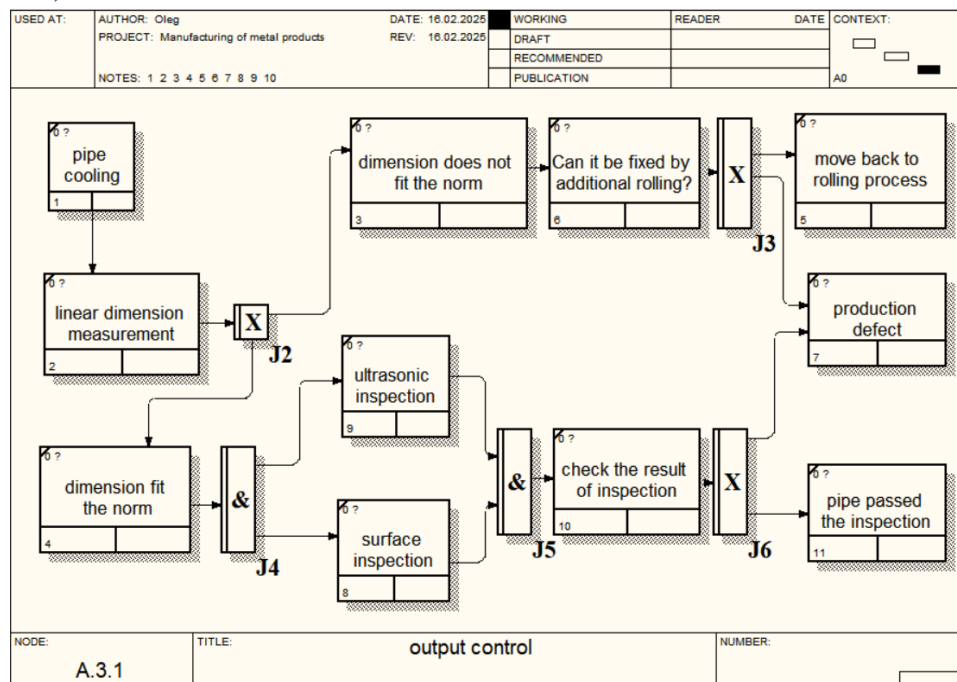 USED AT:
AUTHOR: Oleg
DATE: 16.02.2025
PROJECT: Manufacturing of metal products
REV: 16.02.2025
NOTES: 1 2 3 4 5 6 7 8 9 10
WORKING
DRAFT
RECOMMENDED
PUBLICATION
READER
DATE
CONTEXT:
A0
0 ?
pipe
cooling
1
0 ?
linear dimension
measurement
2
X
J2
0 ?
dimension does not
fit the norm
3
0 ?
Can it be fixed by
additional rolling?
6
X
J3
0 ?
move back to
rolling process
5
0 ?
production
defect
7
0 ?
dimension fit
the norm
4
&
J4
0 ?
ultrasonic
inspection
9
0 ?
surface
inspection
8
&
J5
0 ?
check the result
of inspection
10
X
J6
0 ?
pipe passed
the inspection
11
NODE:
A.3.1
TITLE:
output control
NUMBER: